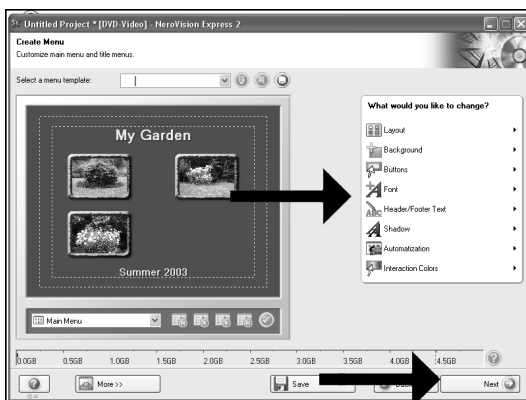 Untitled Project * [DVD-Video] - NeroVision Express 2
Create Menu
Customize main menu and title menus.
Select a menu template:
My Garden
Summer 2003
Main Menu
What would you like to change?
Layout
Background
Buttons
Font
Header/Footer Text
Shadow
Automatization
Interaction Colors
0.0GB 0.5GB 1.0GB 1.5GB 2.0GB 2.5GB 3.0GB 3.5GB 4.0GB 4.5GB
More >>
Save
Next